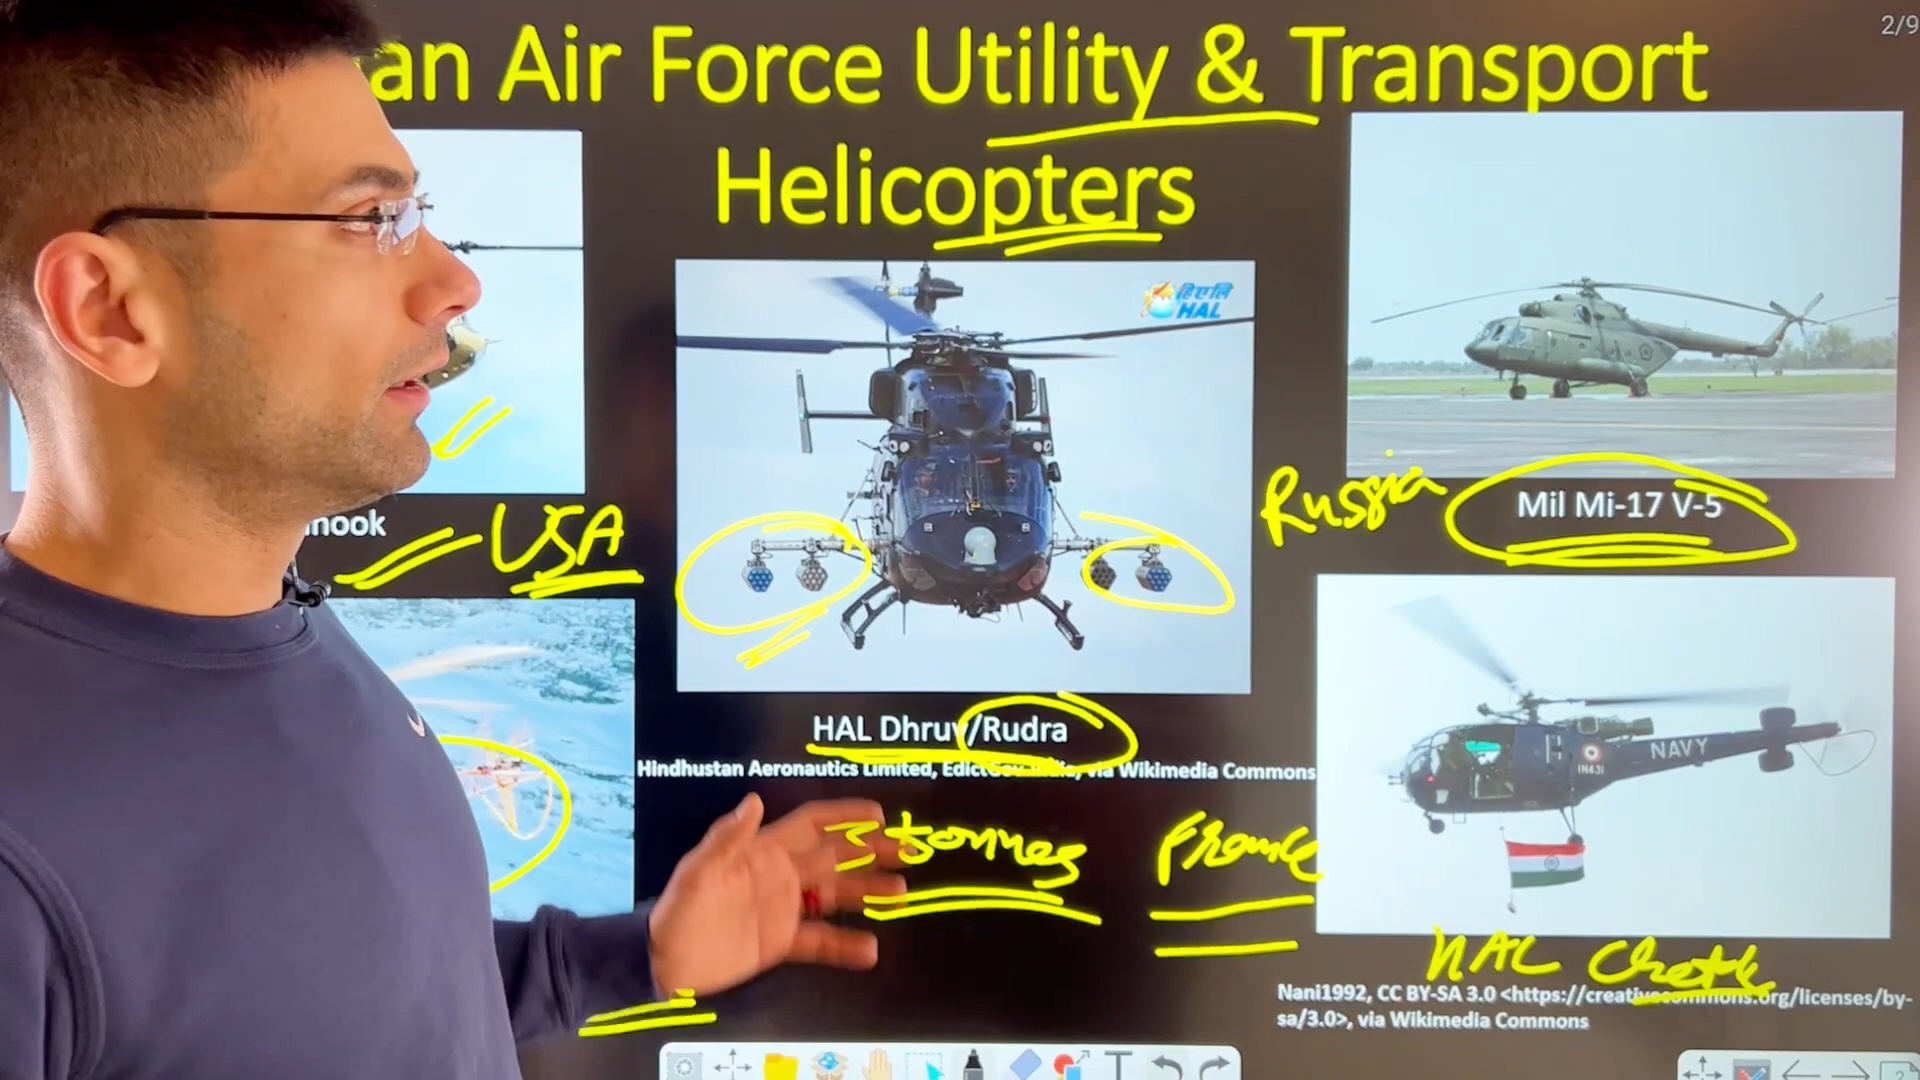 an Air Force Utility & Transport
Helicopters
2/9
हिएलि
HAL
nook
USA
Russia
Mil Mi-17 V-5
HAL Dhruv/Rudra
Hindhustan Aeronautics Limited, via Wikimedia Commons
3 tonnes
France
NAVY
IN431
HAL
Nani1992, CC BY-SA 3.0 <https://creativecommons.org/licenses/by-
sa/3.0>, via Wikimedia Commons